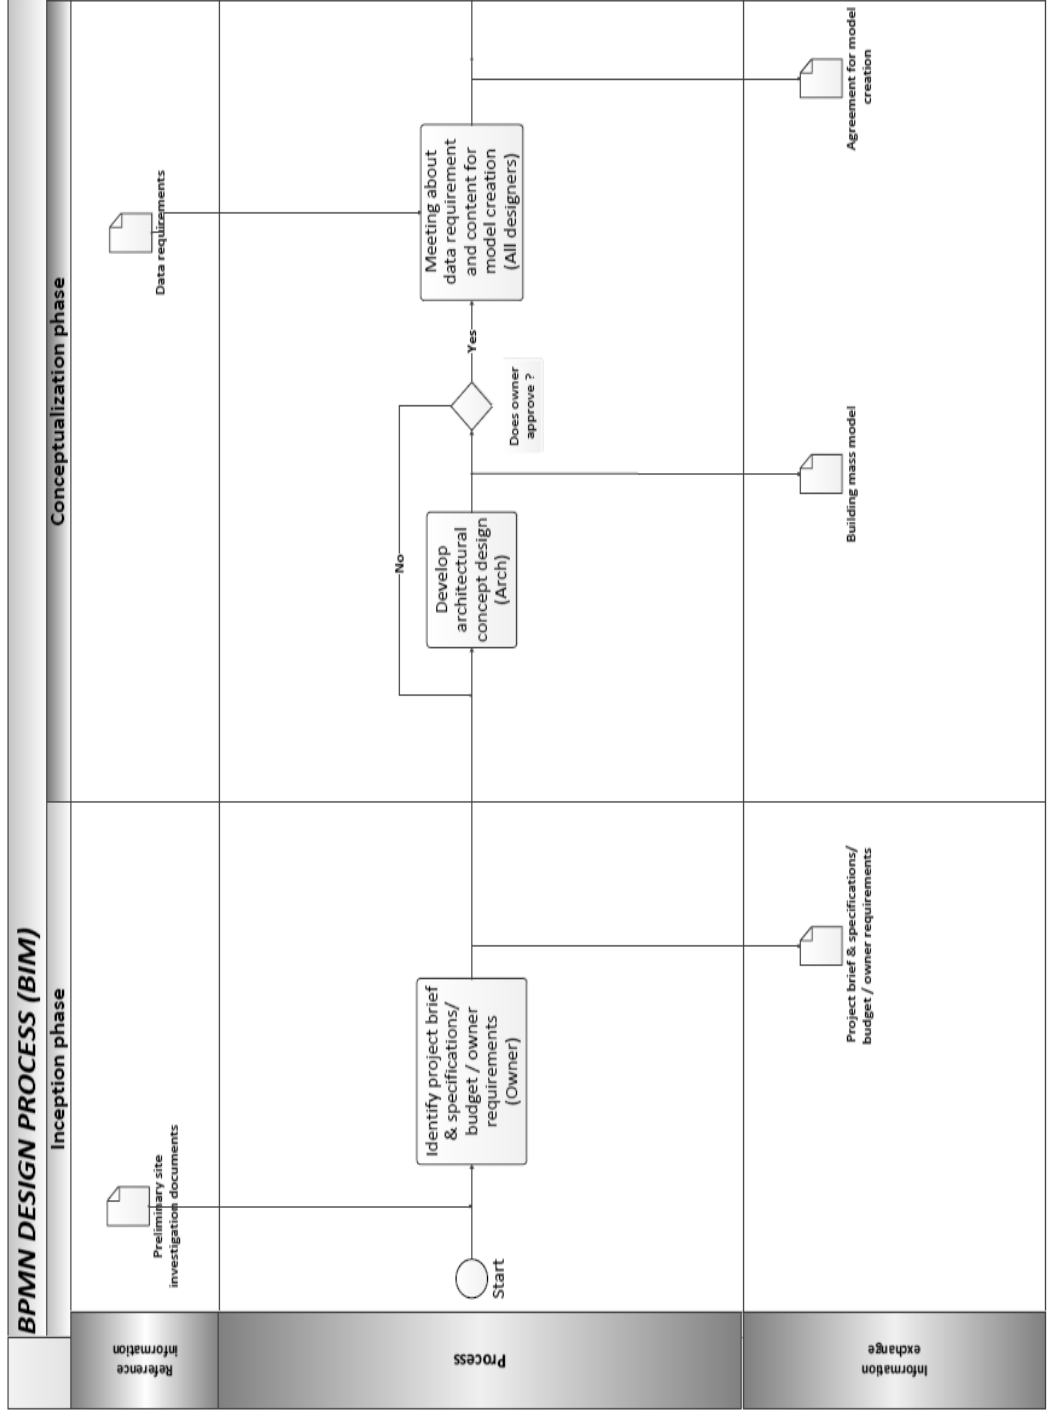 BPMN DESIGN PROCESS (BIM)
Inception phase
Conceptualization phase
Reference
information
Preliminary site
investigation documents
Data requirements
Process
Start
Identify project brief
& specifications/
budget / owner
requirements
(Owner)
No
Develop
architectural
concept design
(Arch)
Does owner
approve ?
Yes
Meeting about
data requirement
and content for
model creation
(All designers)
Information
exchange
Project brief & specifications/
budget / owner requirements
Building mass model
Agreement for model
creation